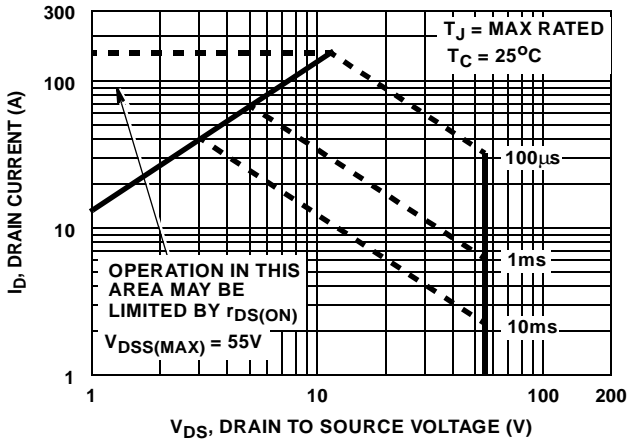 300
100
10
1
I_D, DRAIN CURRENT (A)
T_J = MAX RATED
T_C = 25°C
100µs
1ms
10ms
OPERATION IN THIS
AREA MAY BE
LIMITED BY r_DS(ON)
V_DSS(MAX) = 55V
1
10
100
200
V_DS, DRAIN TO SOURCE VOLTAGE (V)